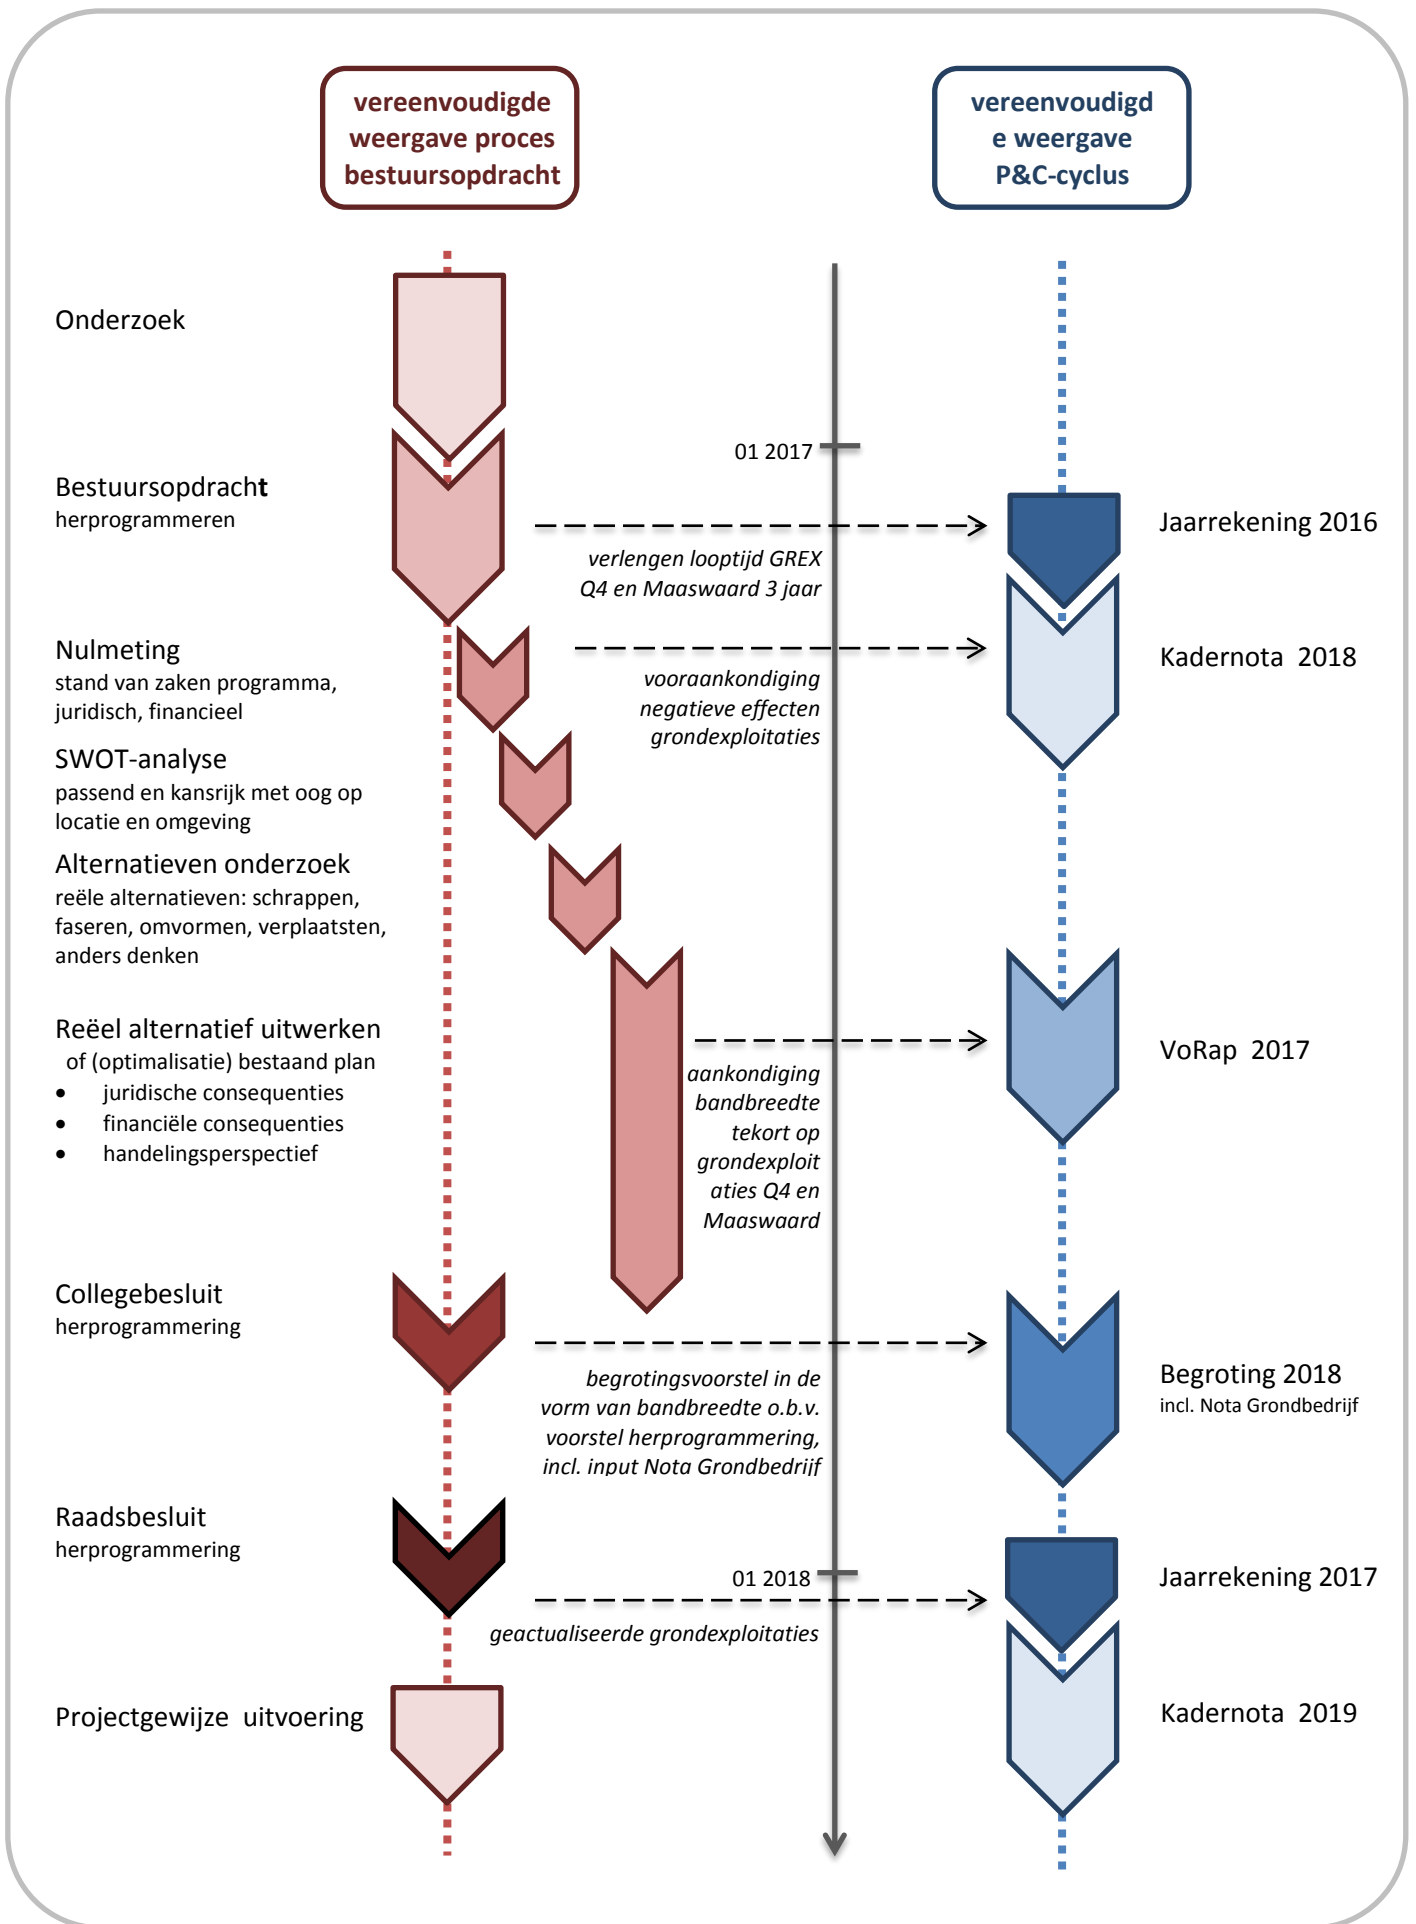 vereenvoudigde
weergave proces
bestuursopdracht
vereenvoudigd
e weergave
P&C-cyclus
Onderzoek
01 2017
Bestuursopdracht
herprogrammeren
Jaarrekening 2016
verlengen looptijd GREX
Q4 en Maaswaard 3 jaar
Nulmeting
stand van zaken programma,
juridisch, financieel
Kadernota 2018
vooraankondiging
negatieve effecten
grondexploitaties
SWOT-analyse
passend en kansrijk met oog op
locatie en omgeving
Alternatieven onderzoek
reële alternatieven: schrappen,
faseren, omvormen, verplaatsten,
anders denken
Reëel alternatief uitwerken
of (optimalisatie) bestaand plan
• juridische consequenties
• financiële consequenties
• handelingsperspectief
VoRap 2017
aankondiging
bandbreedte
tekort op
grondexploit
aties Q4 en
Maaswaard
Collegebesluit
herprogrammering
begrotingsvoorstel in de
vorm van bandbreedte o.b.v.
voorstel herprogrammering,
incl. input Nota Grondbedrijf
Begroting 2018
incl. Nota Grondbedrijf
Raadsbesluit
herprogrammering
01 2018
Jaarrekening 2017
geactualiseerde grondexploitaties
Projectgewijze uitvoering
Kadernota 2019